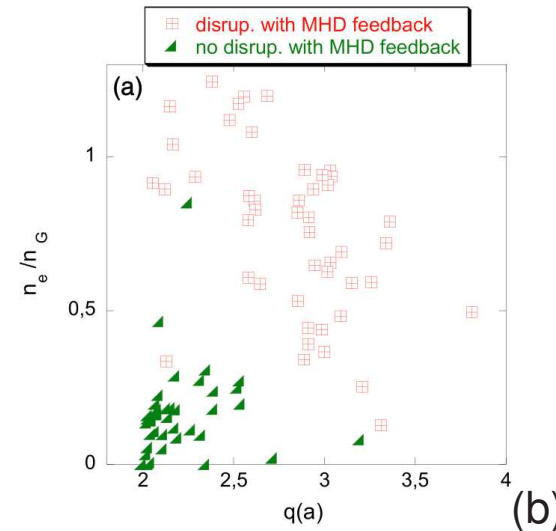 disrup. with MHD feedback
no disrup. with MHD feedback
(a)
1
0,5
0
n_e/n_G
2
2,5
3
3,5
4
q(a)
(b)